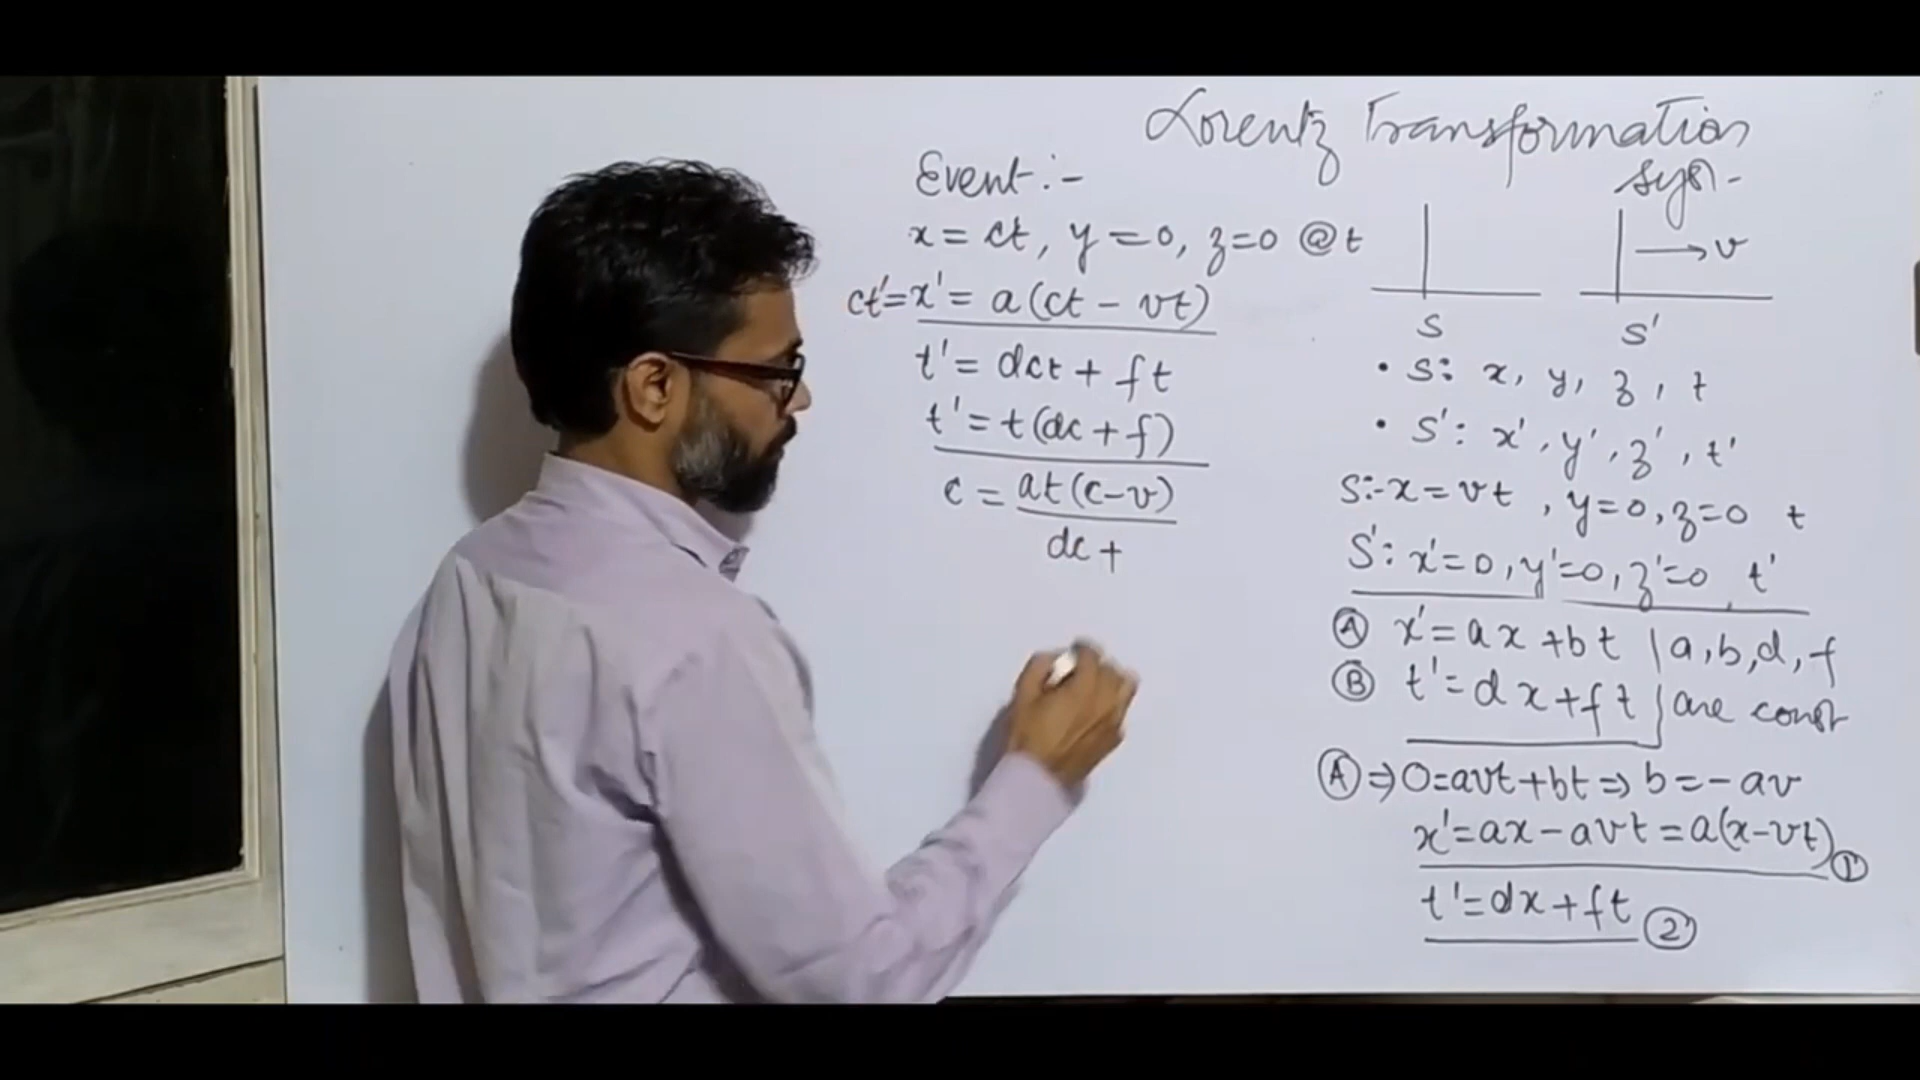 Lorentz Transformation
Event :-
x = ct, y = 0, z = 0 @ t
ct' = x' = a(ct - vt)
t' = dct + ft
t' = t(dc + f)
c = at(c-v)
dc +
sys -
→ v
S
S'
• S: x, y, z, t
• S': x', y', z', t'
S:- x = vt, y = 0, z = 0 t
S': x' = 0, y' = 0, z' = 0, t'
Ⓐ x' = ax + bt | a, b, d, f
Ⓑ t' = dx + ft | are const
Ⓐ ⇒ 0 = avt + bt ⇒ b = - av
x' = ax - avt = a(x-vt) ①
t' = dx + ft ②